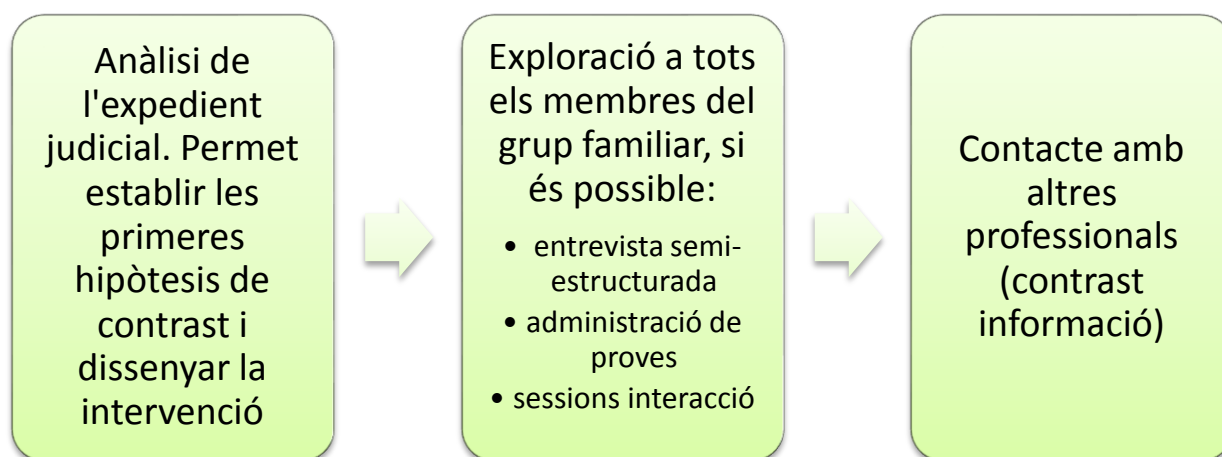 Anàlisi de
l'expedient
judicial. Permet
establir les
primeres
hipòtesis de
contrast i
dissenyar la
intervenció
Exploració a tots
els membres del
grup familiar, si
és possible:
• entrevista semi-
estructurada
• administració de
proves
• sessions interacció
Contacte amb
altres
professionals
(contrast
informació)